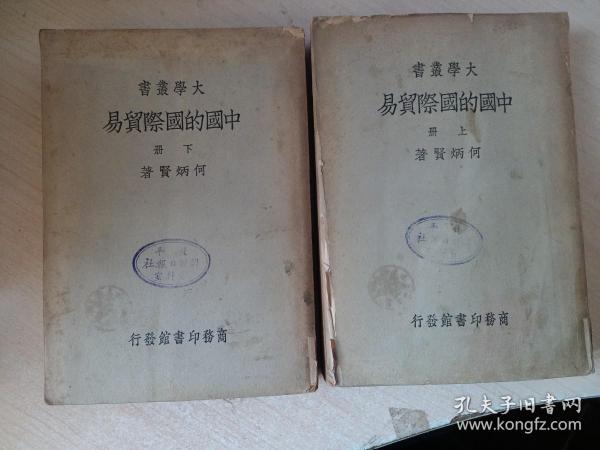 大學叢書
中國的國際貿易
下冊
何炳賢著
商務印書館發行
大學叢書
中國的國際貿易
上冊
何炳賢著
商務印書館發行
孔夫子旧书网
www.kongfz.com